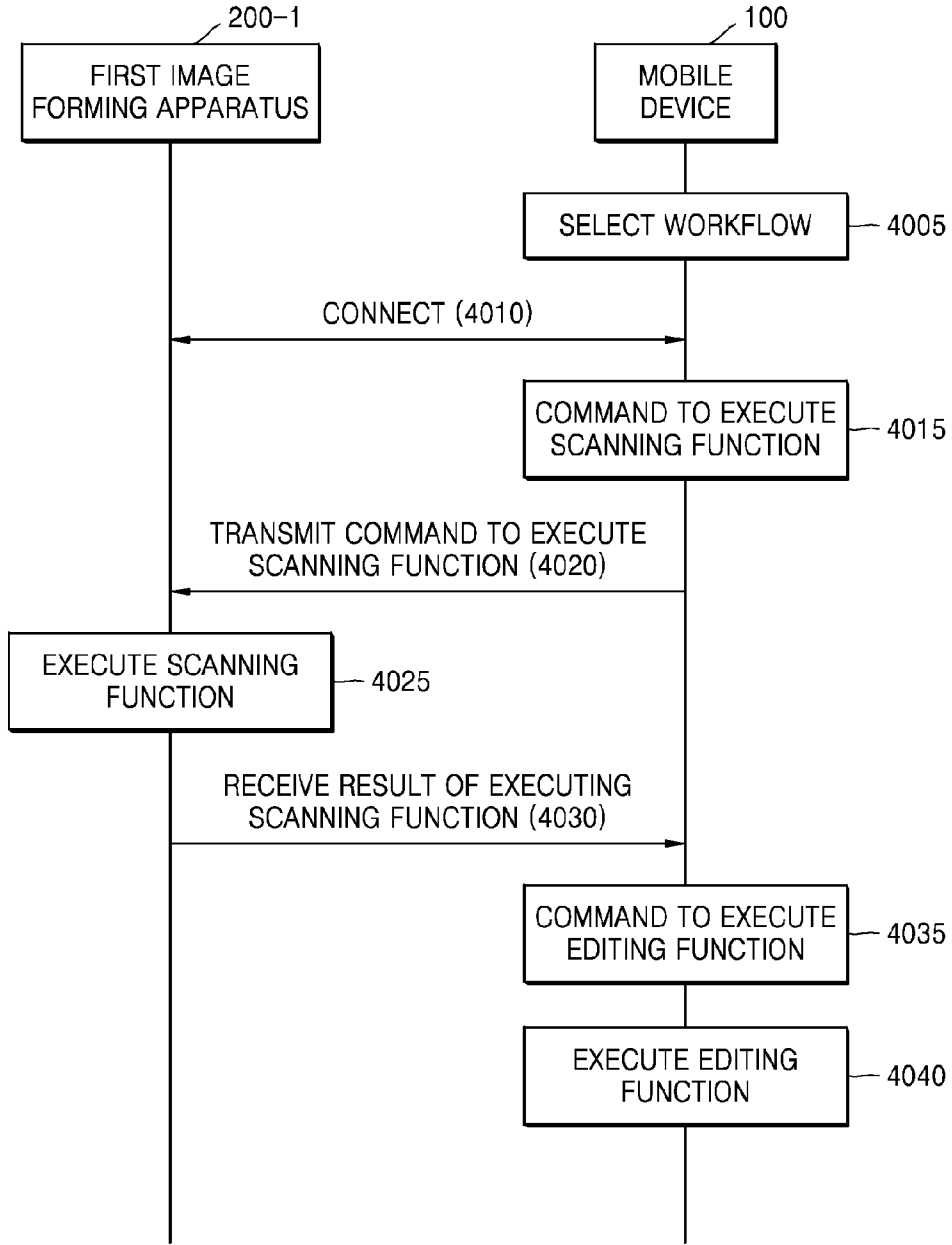 200-1
100
FIRST IMAGE
FORMING APPARATUS
MOBILE
DEVICE
SELECT WORKFLOW
4005
CONNECT (4010)
COMMAND TO EXECUTE
SCANNING FUNCTION
4015
TRANSMIT COMMAND TO EXECUTE
SCANNING FUNCTION (4020)
EXECUTE SCANNING
FUNCTION
4025
RECEIVE RESULT OF EXECUTING
SCANNING FUNCTION (4030)
COMMAND TO EXECUTE
EDITING FUNCTION
4035
EXECUTE EDITING
FUNCTION
4040